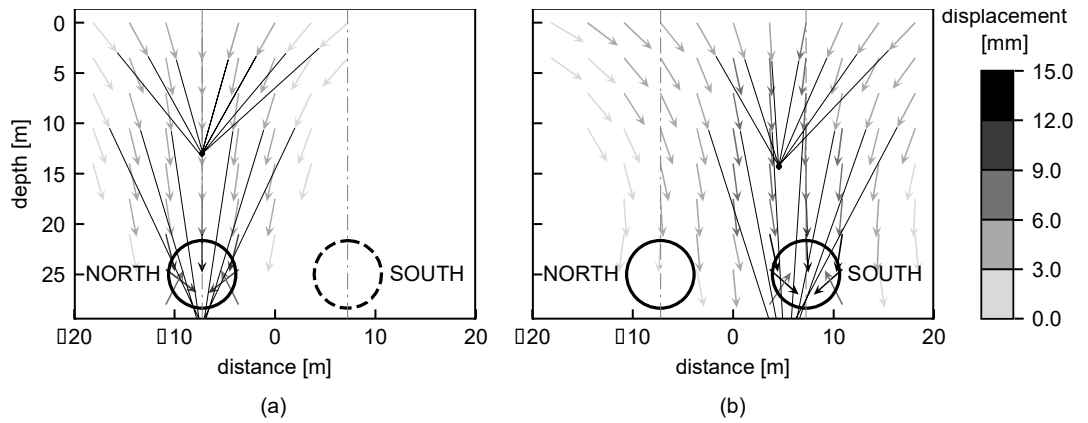 displacement
[mm]
0
5
10
15
20
25
depth [m]
NORTH
SOUTH
▯20
▯10
0
10
20
distance [m]
(a)
NORTH
SOUTH
▯20
▯10
0
10
20
distance [m]
(b)
15.0
12.0
9.0
6.0
3.0
0.0